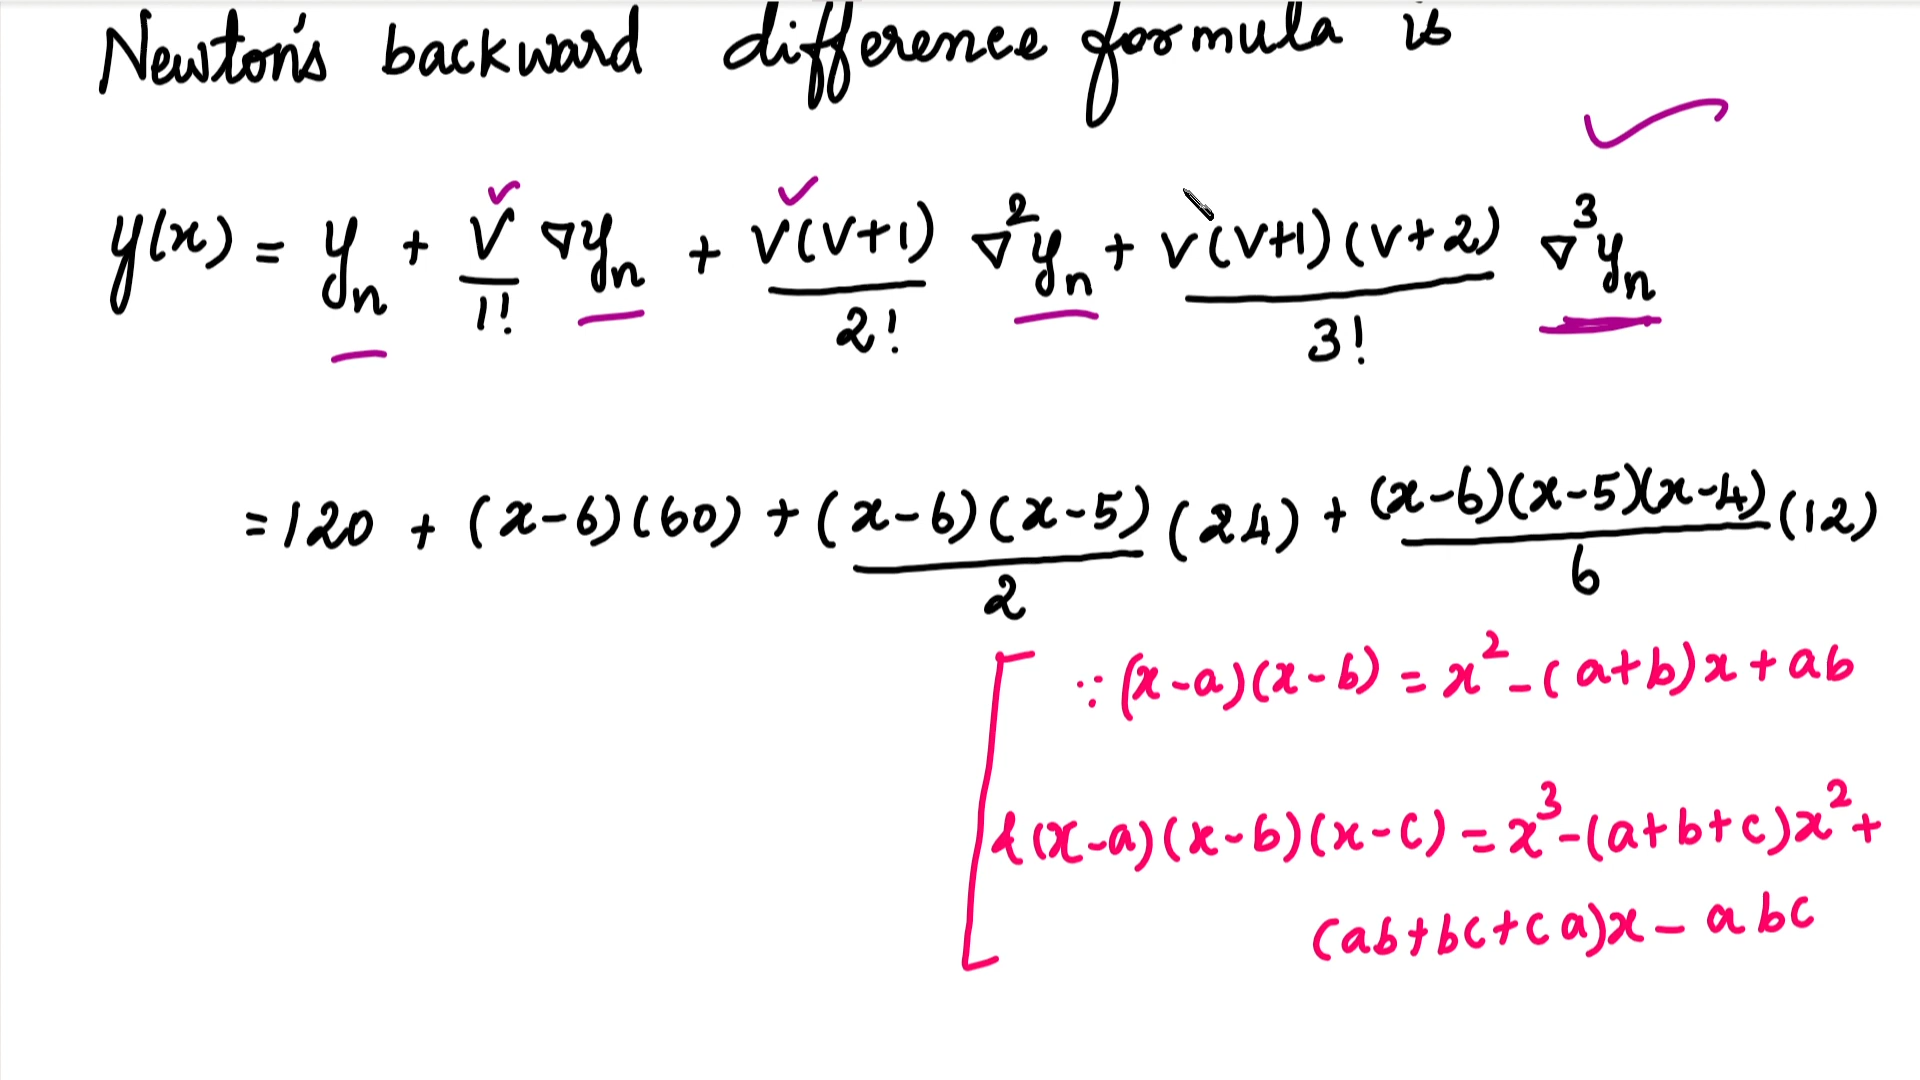 Newton's backward difference formula is
y(x) = yₙ + v/1! ∇yₙ + v(v+1)/2! ∇²yₙ + v(v+1)(v+2)/3! ∇³yₙ
= 120 + (x-6)(60) + (x-6)(x-5)/2 (24) + (x-6)(x-5)(x-4)/6 (12)
∵ (x-a)(x-b) = x² - (a+b)x + ab
& (x-a)(x-b)(x-c) = x³ - (a+b+c)x² +
(ab+bc+ca)x - abc